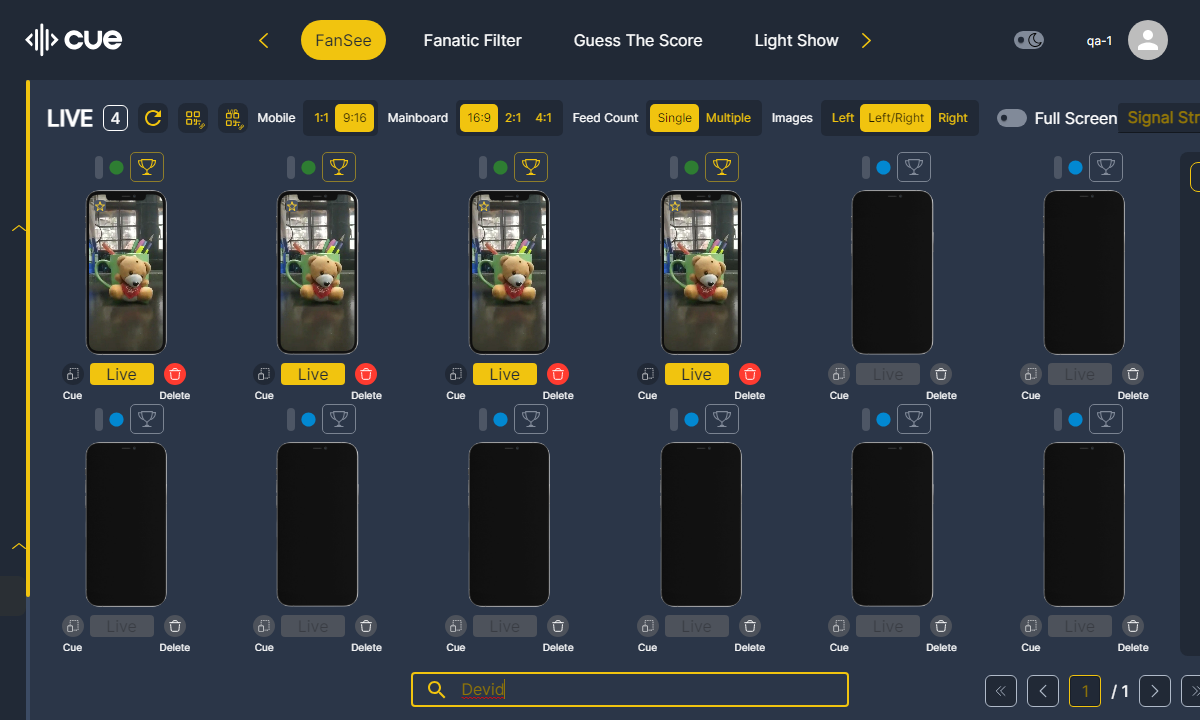 cue
FanSee
Fanatic Filter
Guess The Score
Light Show
qa-1
LIVE 4
Mobile 1:1 9:16
Mainboard 16:9 2:1 4:1
Feed Count Single Multiple
Images Left Left/Right Right
Full Screen
Signal Str
Live Live Live Live Live Live
Cue Delete Cue Delete Cue Delete Cue Delete Cue Delete Cue Delete
Live Live Live Live Live Live
Cue Delete Cue Delete Cue Delete Cue Delete Cue Delete Cue Delete
Devid
1 / 1